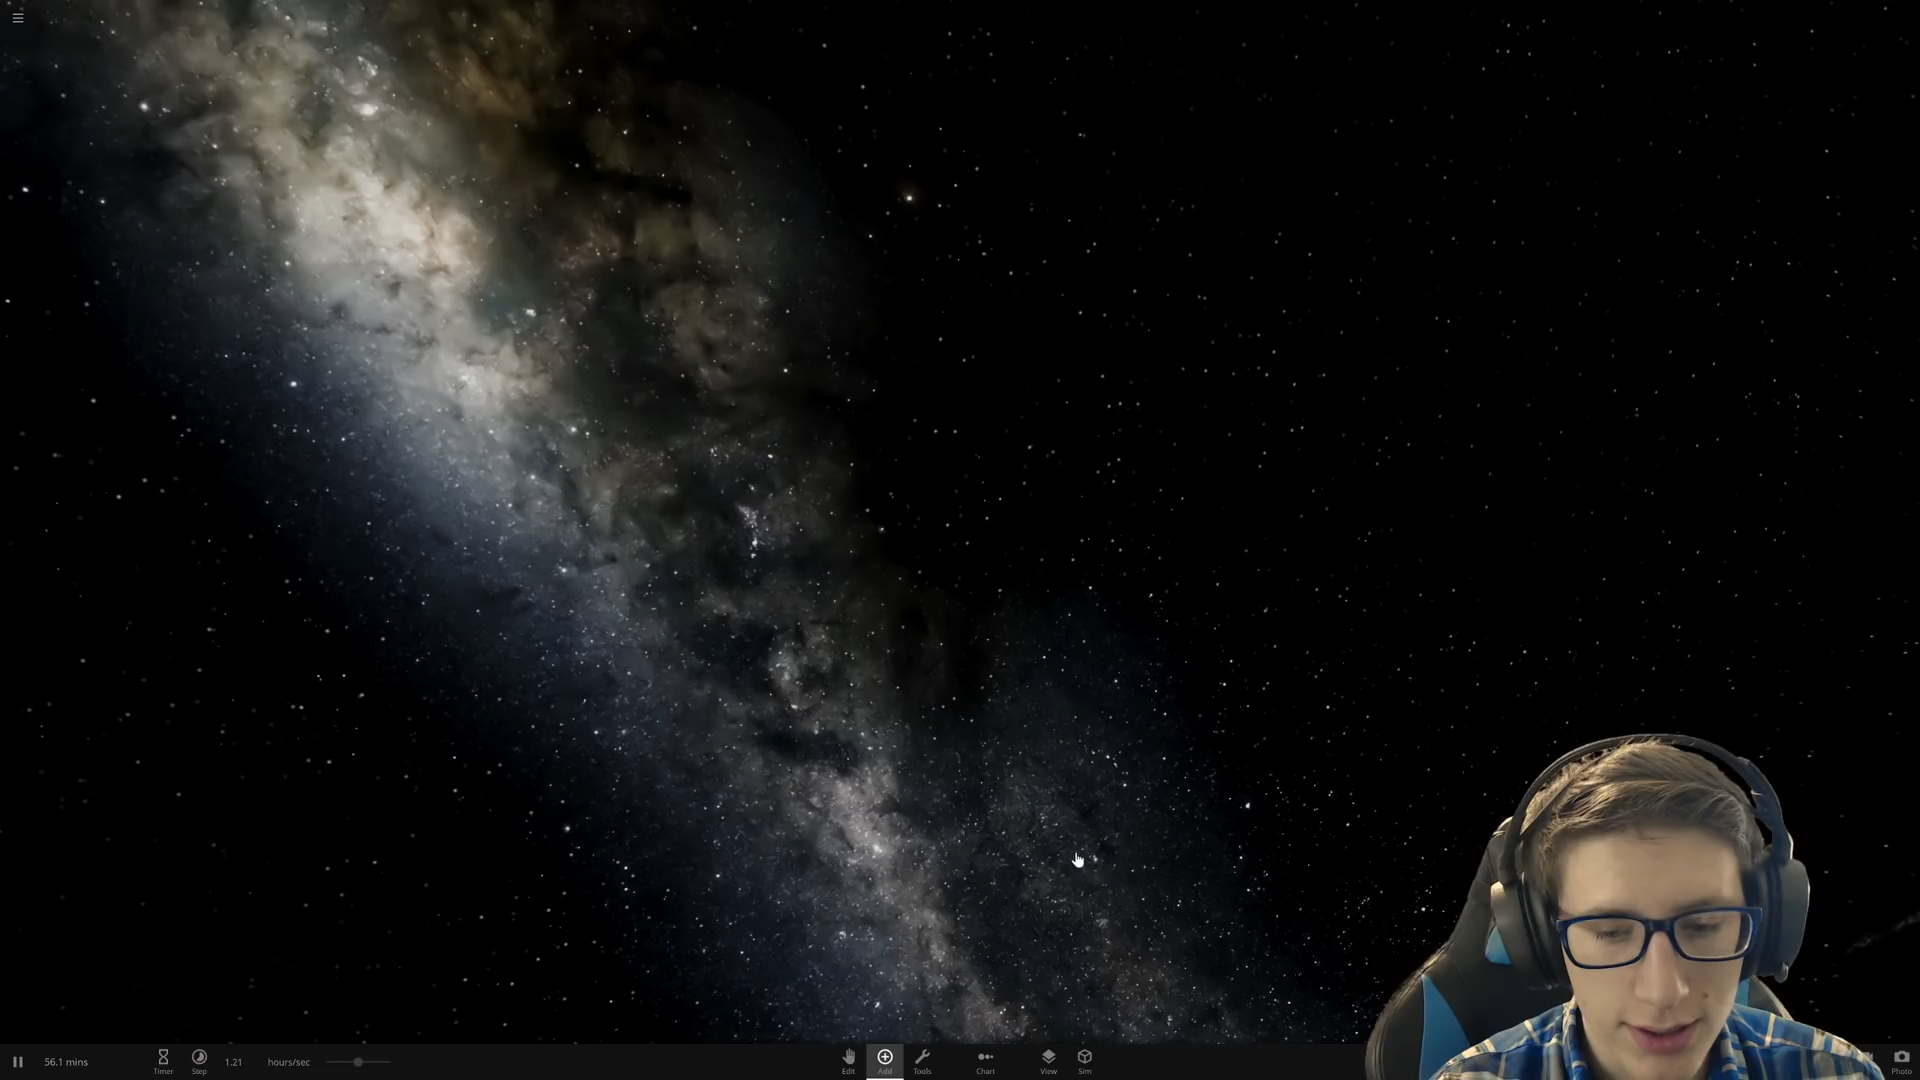 56.1 mins
Timer
Step
1.21
hours/sec
Edit
Add
Tools
Chart
View
Sim
Photo